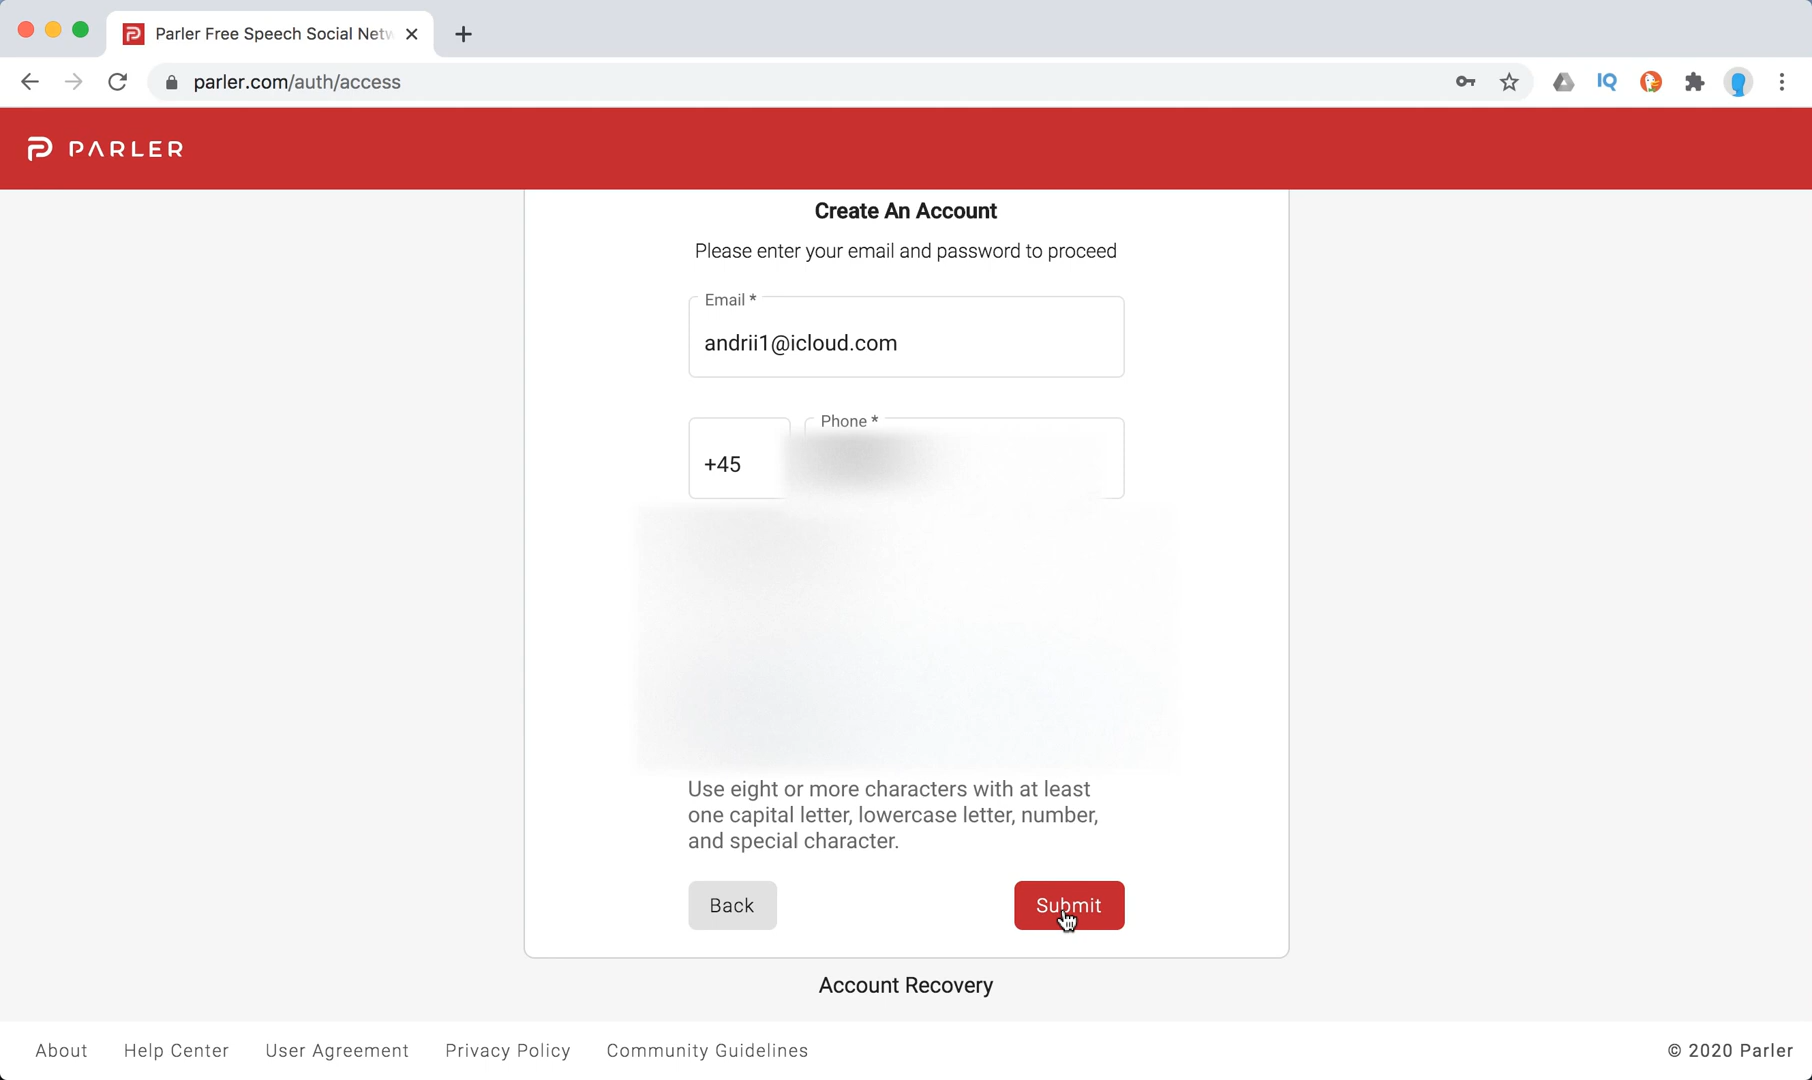 Parler Free Speech Social Netw
parler.com/auth/access
IQ
PARLER
Create An Account
Please enter your email and password to proceed
Email *
andrii1@icloud.com
Phone *
+45
Use eight or more characters with at least
one capital letter, lowercase letter, number,
and special character.
Back
Submit
Account Recovery
About
Help Center
User Agreement
Privacy Policy
Community Guidelines
© 2020 Parler